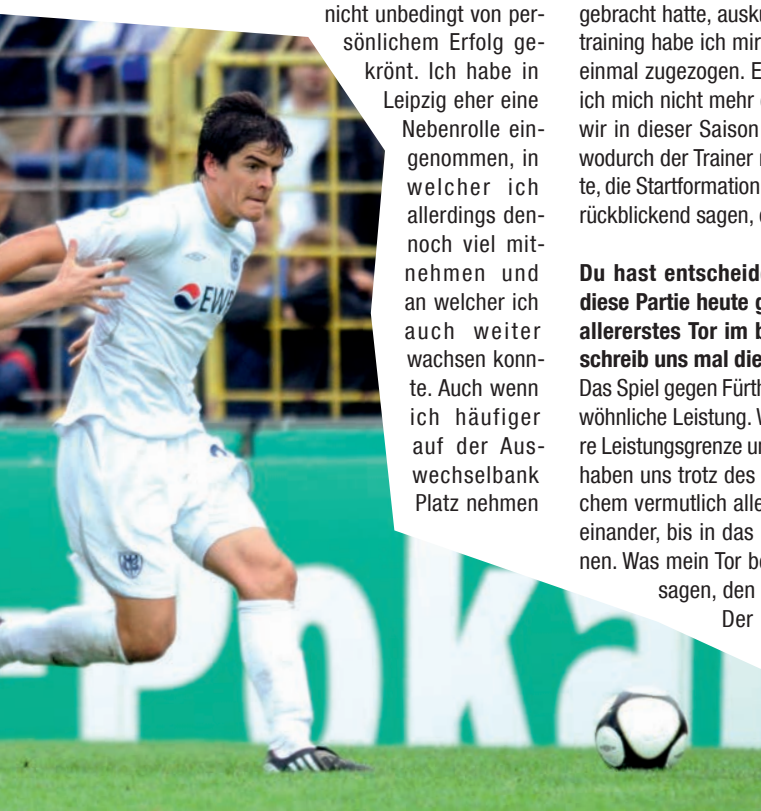 nicht unbedingt von per-
sönlichem Erfolg ge-
krönt. Ich habe in
Leipzig eher eine
Nebenrolle ein-
genommen, in
welcher ich
allerdings den-
noch viel mit-
nehmen und
an welcher ich
auch weiter
wachsen konn-
te. Auch wenn
ich häufiger
auf der Aus-
wechselbank
Platz nehmen
gebracht hatte, ausku
training habe ich mir
einmal zugezogen. E
ich mich nicht mehr
wir in dieser Saison
wodurch der Trainer
te, die Startformation
rückblickend sagen,
Du hast entscheide
diese Partie heute g
allererstes Tor im b
schreib uns mal die
Das Spiel gegen Fürth
wöhnliche Leistung. W
re Leistungsgrenze u
haben uns trotz des
chem vermutlich alle
einander, bis in das
nen. Was mein Tor be
sagen, den
Der
EW
-Pokal